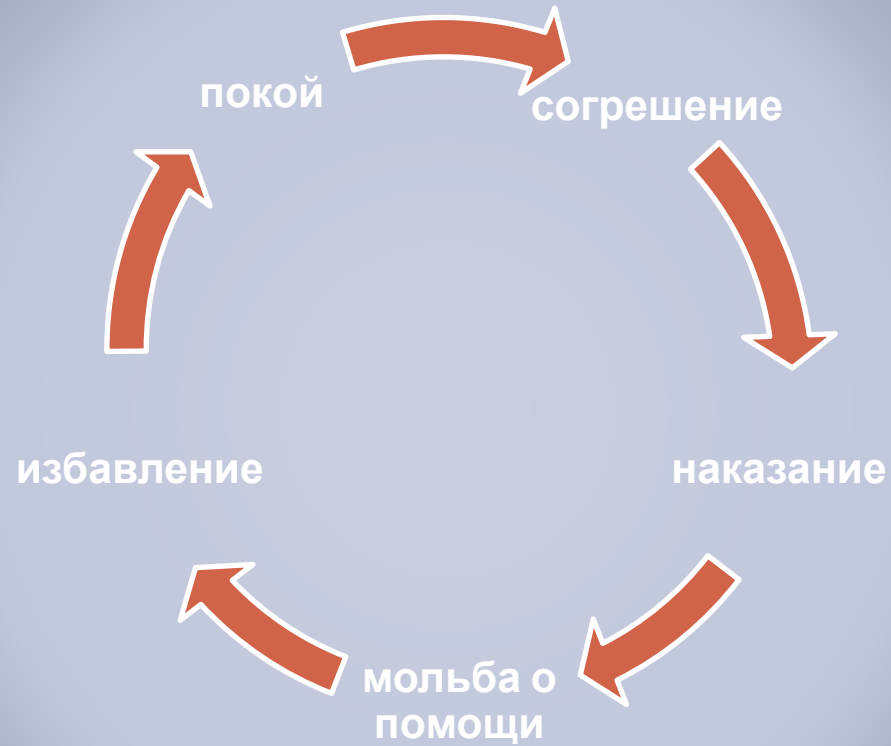 покой
согрешение
наказание
мольба о
помощи
избавление